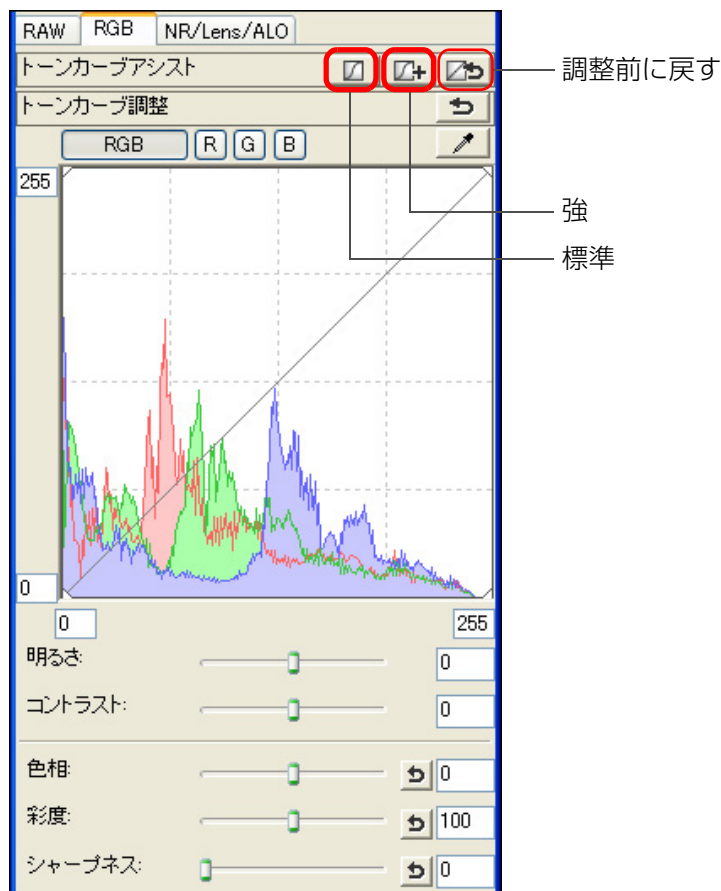 RAW RGB NR/Lens/ALO
トーンカーブアシスト
調整前に戻す
トーンカーブ調整
RGB R G B
255
強
標準
0
0 255
明るさ: 0
コントラスト: 0
色相: 0
彩度: 100
シャープネス: 0